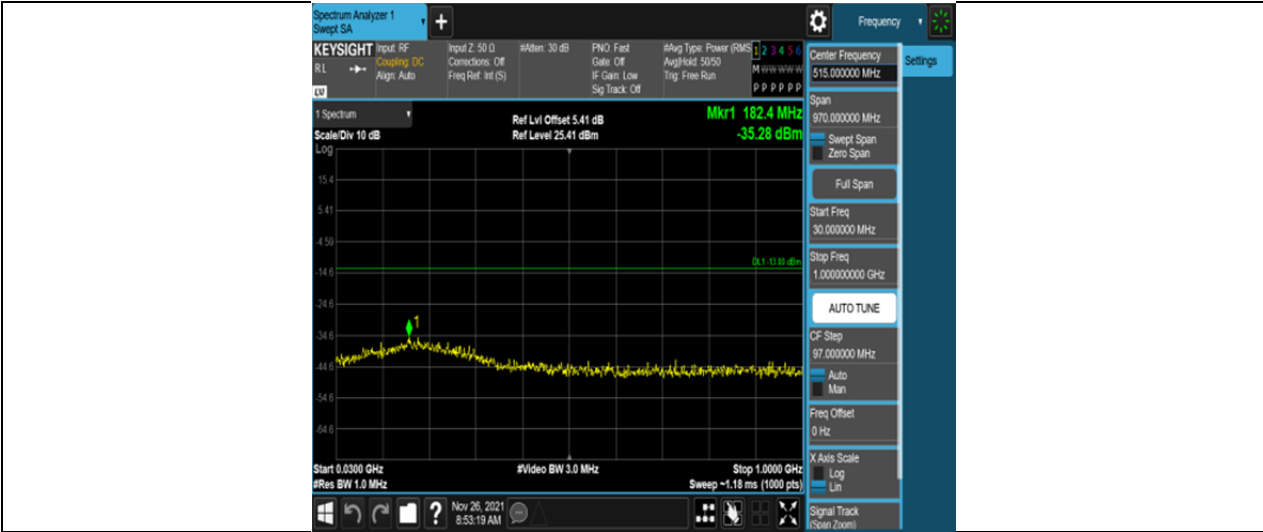 Spectrum Analyzer 1
Swept SA
+
Frequency
KEYSIGHT
Input: RF
Coupling: DC
Align: Auto
RL
LV
Input Z: 50 Ω
Corrections: Off
Freq Ref: Int (S)
#Atten: 30 dB
PNO: Fast
Gate: Off
IF Gain: Low
Sig Track: Off
#Avg Type: Power (RMS
Avg|Hold: 50/50
Trig: Free Run
1 2 3 4 5 6
M W W W W W
P P P P P P
Center Frequency
515.000000 MHz
Settings
Span
970.000000 MHz
Swept Span
Zero Span
Full Span
Start Freq
30.000000 MHz
Stop Freq
1.000000000 GHz
AUTO TUNE
CF Step
97.000000 MHz
Auto
Man
Freq Offset
0 Hz
X Axis Scale
Log
Lin
Signal Track
(Span Zoom)
1 Spectrum
Scale/Div 10 dB
Log
Ref Lvl Offset 5.41 dB
Ref Level 25.41 dBm
Mkr1 182.4 MHz
-35.28 dBm
15.4
5.41
-4.59
-14.6
-24.6
-34.6
-44.6
-54.6
-64.6
DL1 -13.00 dBm
1
Start 0.0300 GHz
#Res BW 1.0 MHz
#Video BW 3.0 MHz
Stop 1.0000 GHz
Sweep ~1.18 ms (1000 pts)
?
Nov 26, 2021
8:53:19 AM